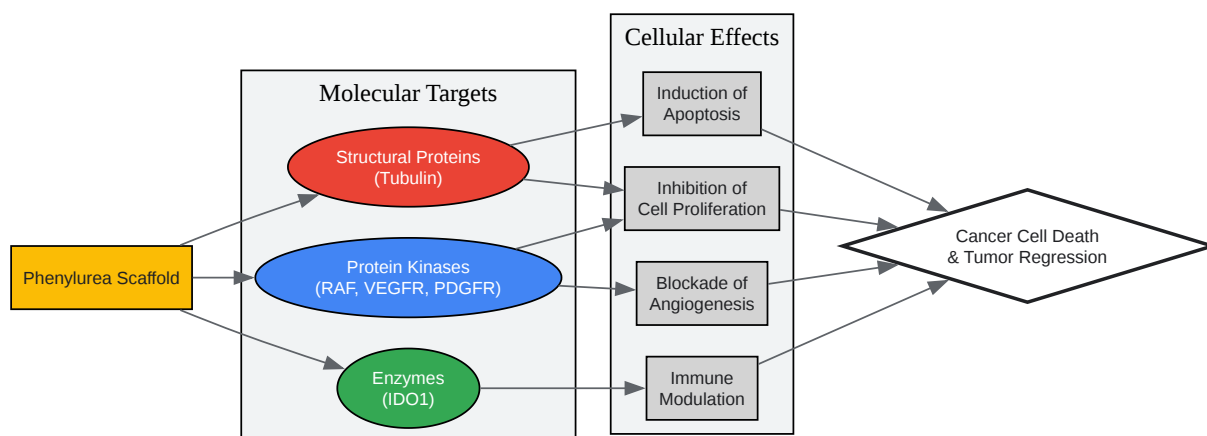 Cellular Effects
Molecular Targets
Induction of
Apoptosis
Structural Proteins
(Tubulin)
Inhibition of
Cell Proliferation
Cancer Cell Death
& Tumor Regression
Phenylurea Scaffold
Protein Kinases
(RAF, VEGFR, PDGFR)
Blockade of
Angiogenesis
Enzymes
(IDO1)
Immune
Modulation